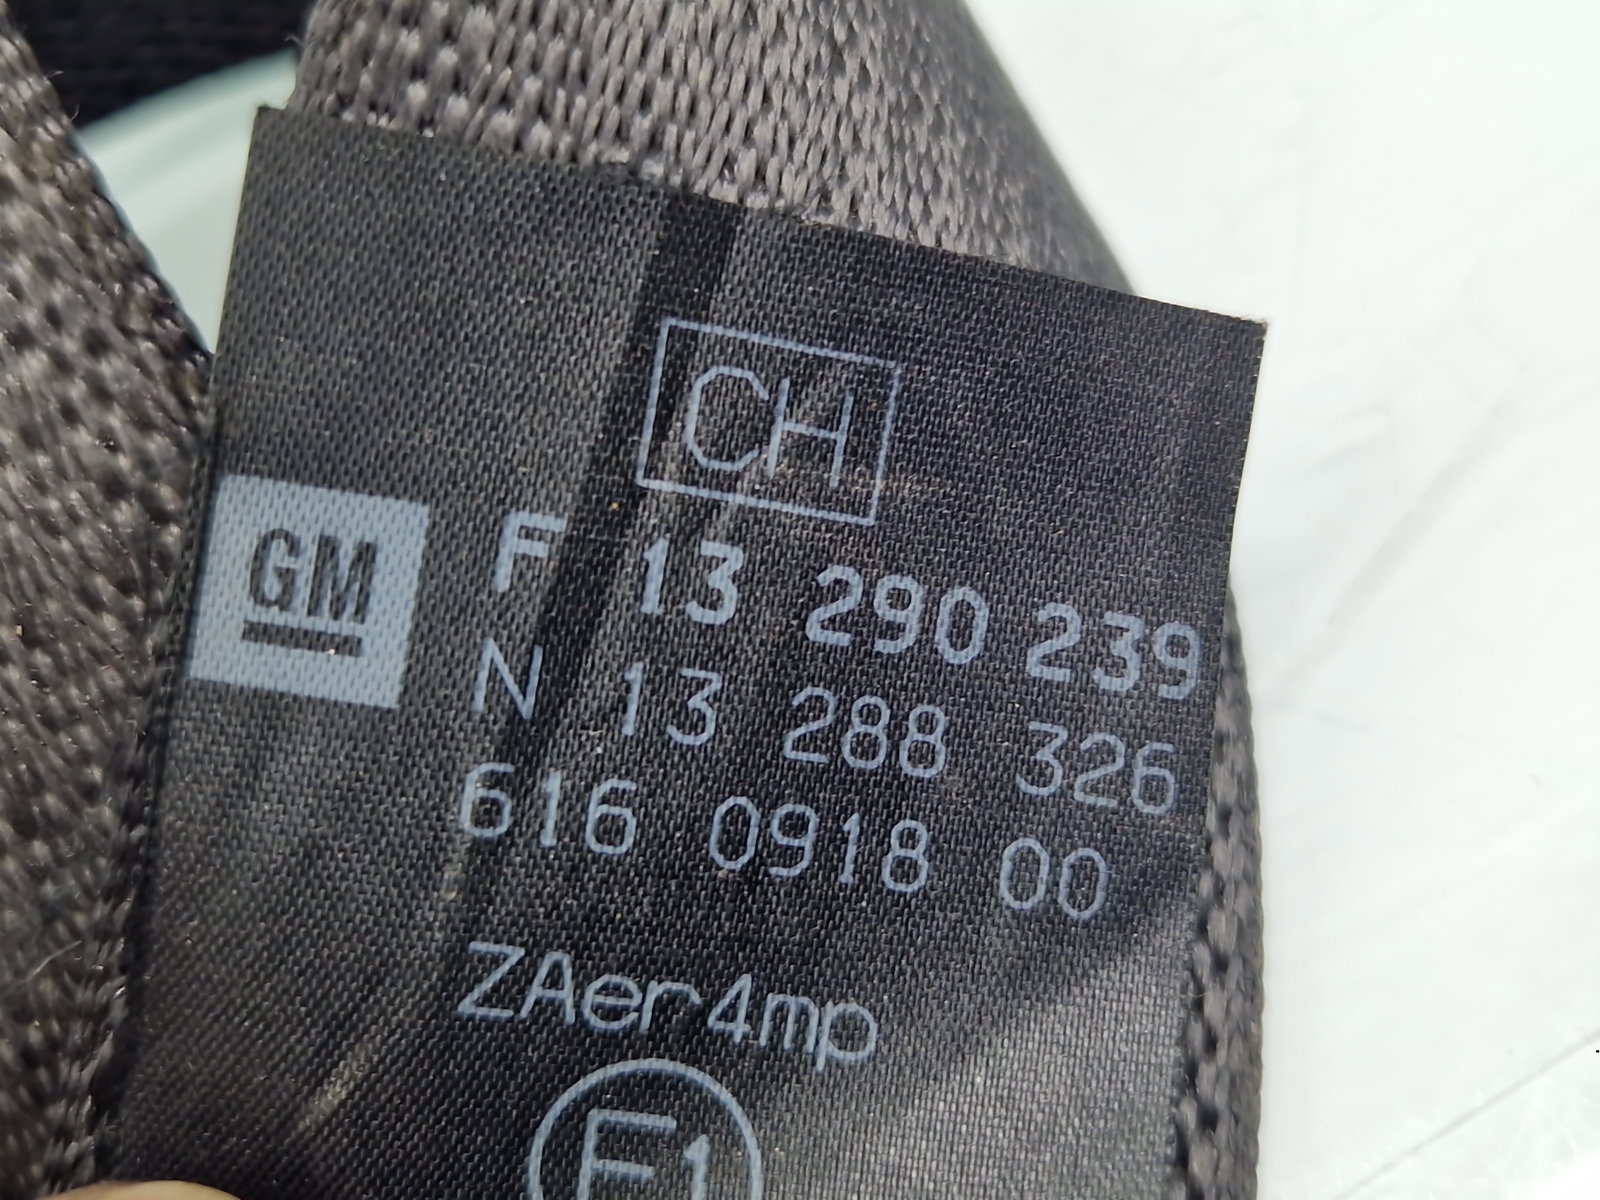 CH
GM
F 13 290 239
N 13 288 326
616 0918 00
ZAer4mp
E1